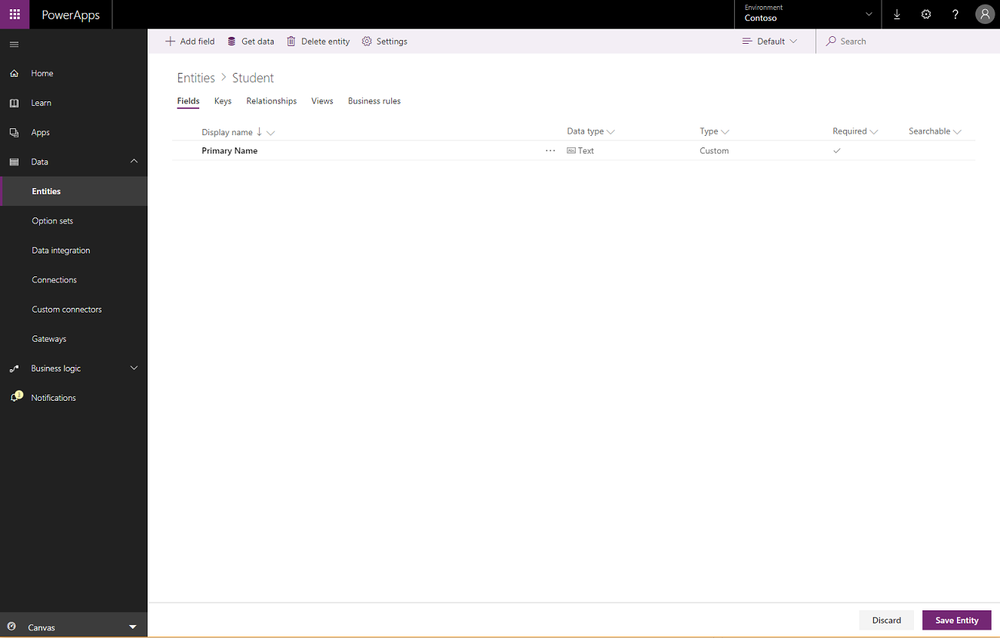 PowerApps
Environment
Contoso
?
Add field Get data Delete entity Settings Default Search
Home
Learn
Apps
Data
Entities
Option sets
Data integration
Connections
Custom connectors
Gateways
Business logic
Notifications
Canvas
Entities > Student
Fields Keys Relationships Views Business rules
Display name Data type Type Required Searchable
Primary Name ... Text Custom
Discard Save Entity